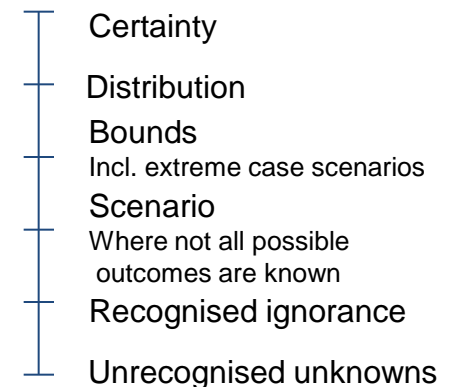 Certainty
Distribution
Bounds
Incl. extreme case scenarios
Scenario
Where not all possible
outcomes are known
Recognised ignorance
Unrecognised unknowns